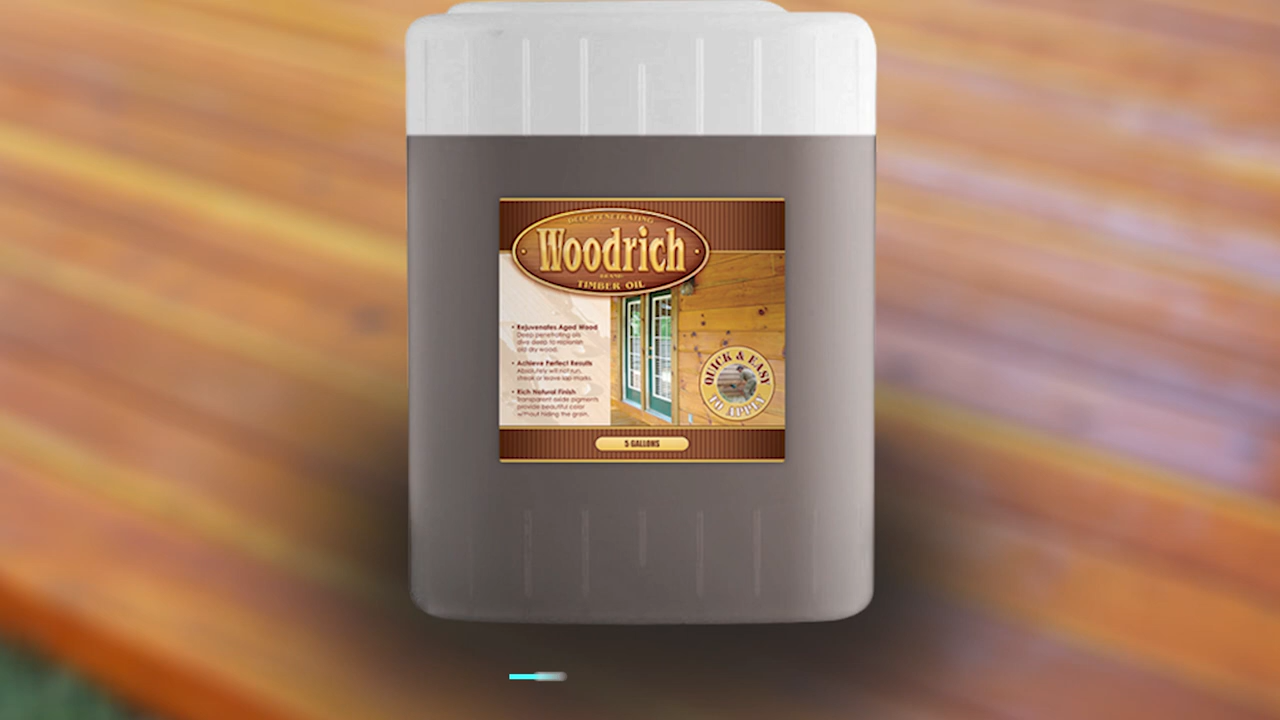 DEEP PENETRATING
Woodrich
BRAND
TIMBER OIL
• Rejuvenates Aged Wood
Deep penetrating oils
dive deep to replenish
old dry wood.
• Achieve Perfect Results
Absolutely will not run,
streak or leave lap marks.
• Rich Natural Finish
Transparent oxide pigments
provide beautiful color
without hiding the grain.
QUICK & EASY
TO APPLY
5 GALLONS